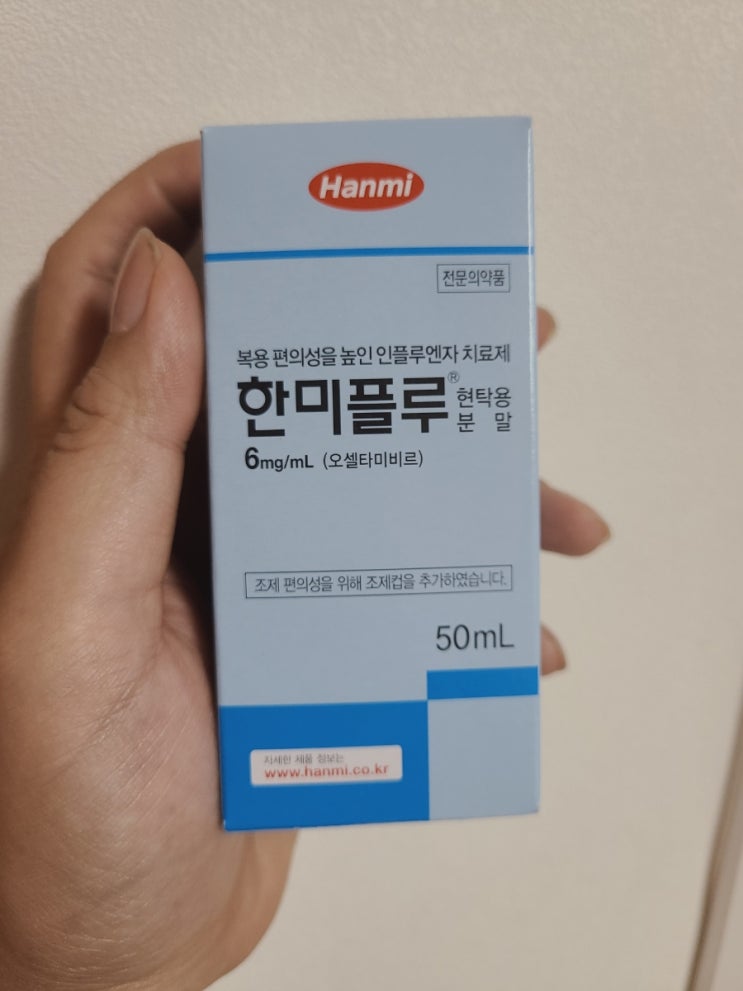 Hanmi
전문의약품
복용 편의성을 높인 인플루엔자 치료제
한미플루® 현탁용
분 말
6mg/mL (오셀타미비르)
조제 편의성을 위해 조제컵을 추가하였습니다.
50mL
자세한 제품 정보는
www.hanmi.co.kr